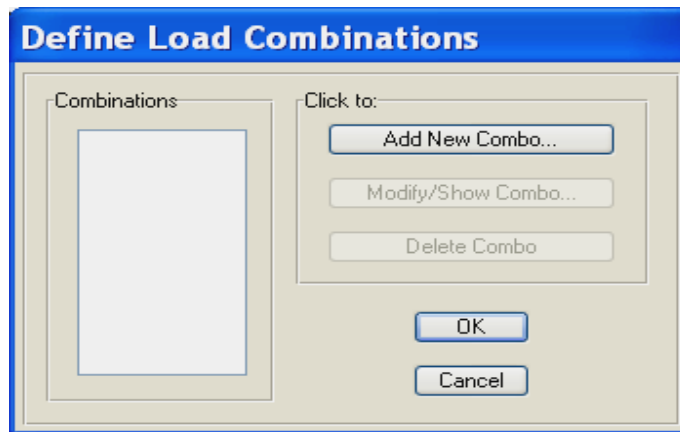 Define Load Combinations
Combinations
Click to:
Add New Combo...
Modify/Show Combo...
Delete Combo
OK
Cancel